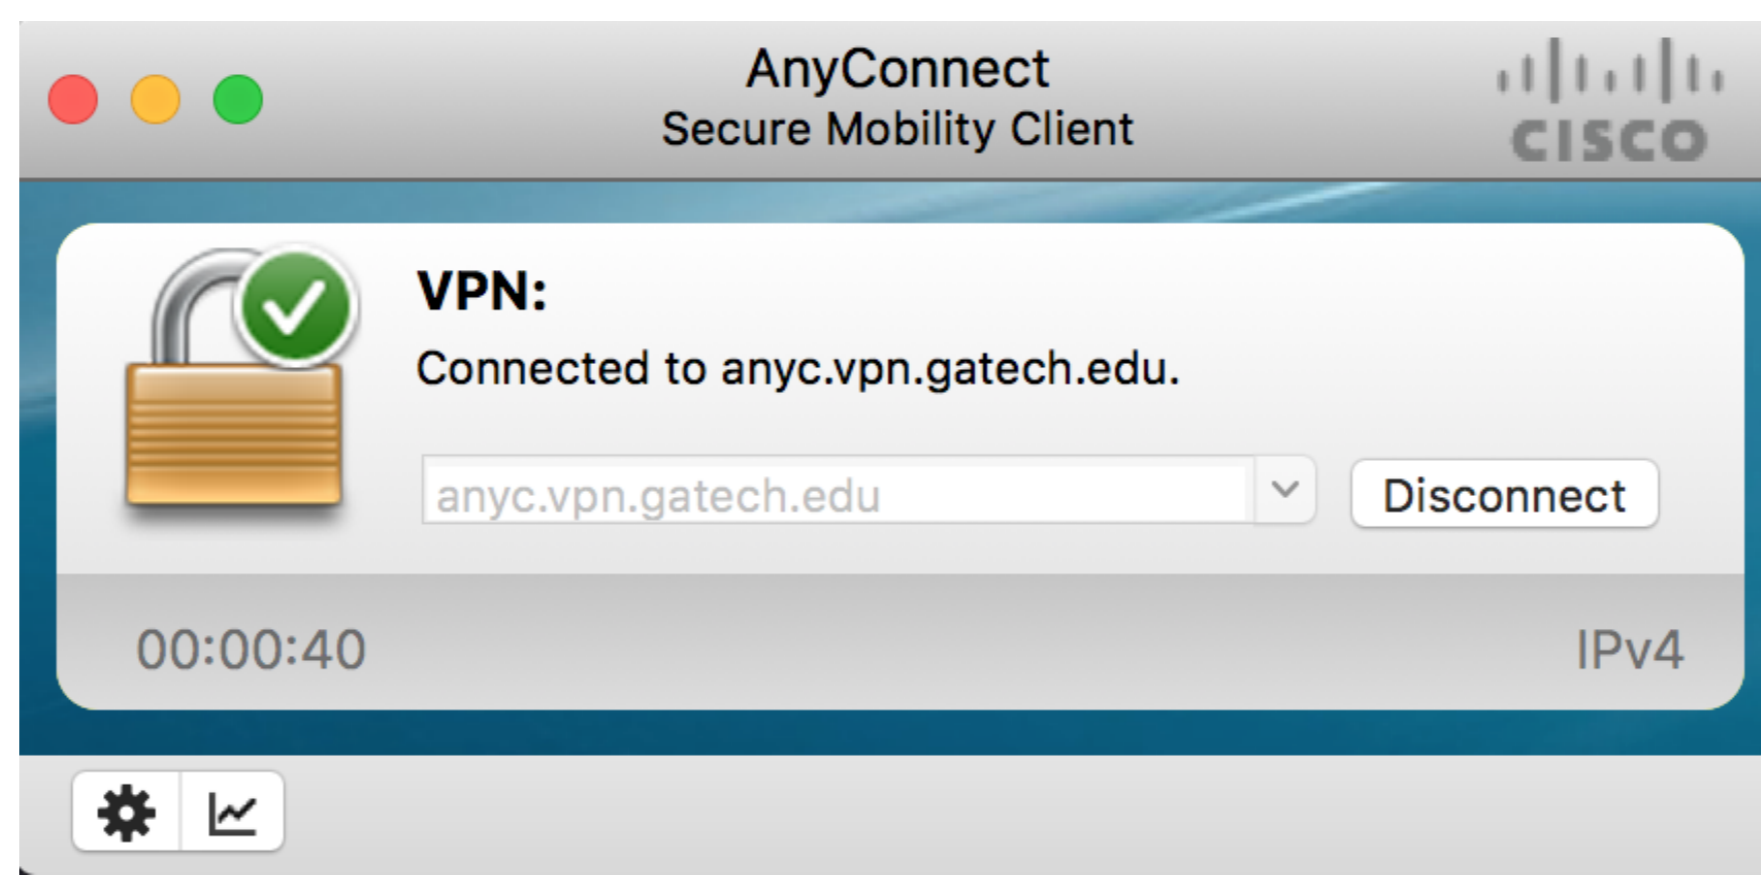 AnyConnect
Secure Mobility Client
CISCO
VPN:
Connected to anyc.vpn.gatech.edu.
anyc.vpn.gatech.edu
Disconnect
00:00:40
IPv4